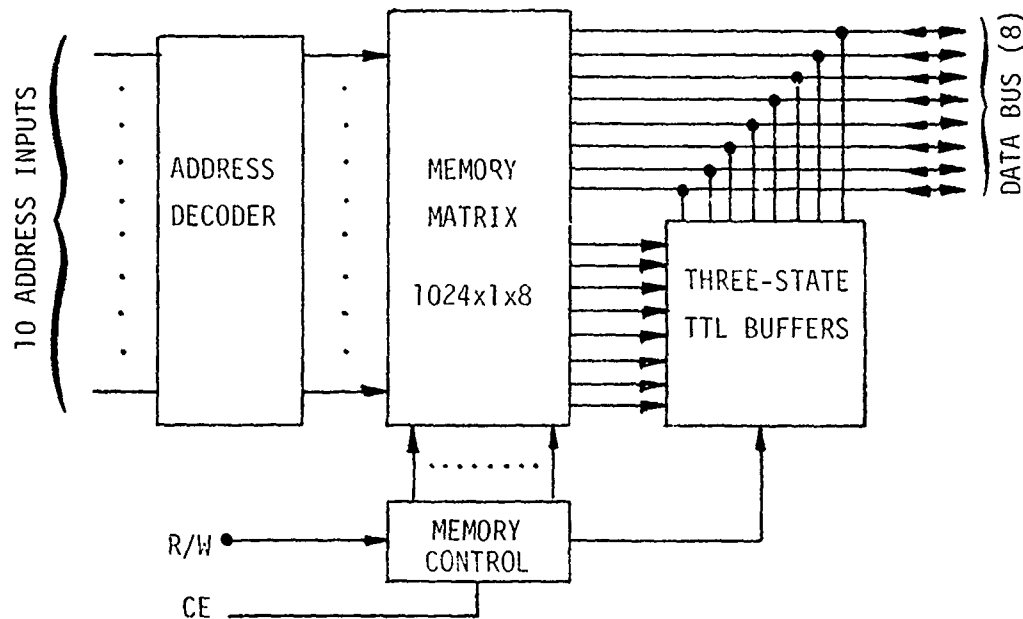 10 ADDRESS INPUTS
ADDRESS
DECODER
MEMORY
MATRIX
1024x1x8
DATA BUS (8)
THREE-STATE
TTL BUFFERS
R/W
MEMORY
CONTROL
CE